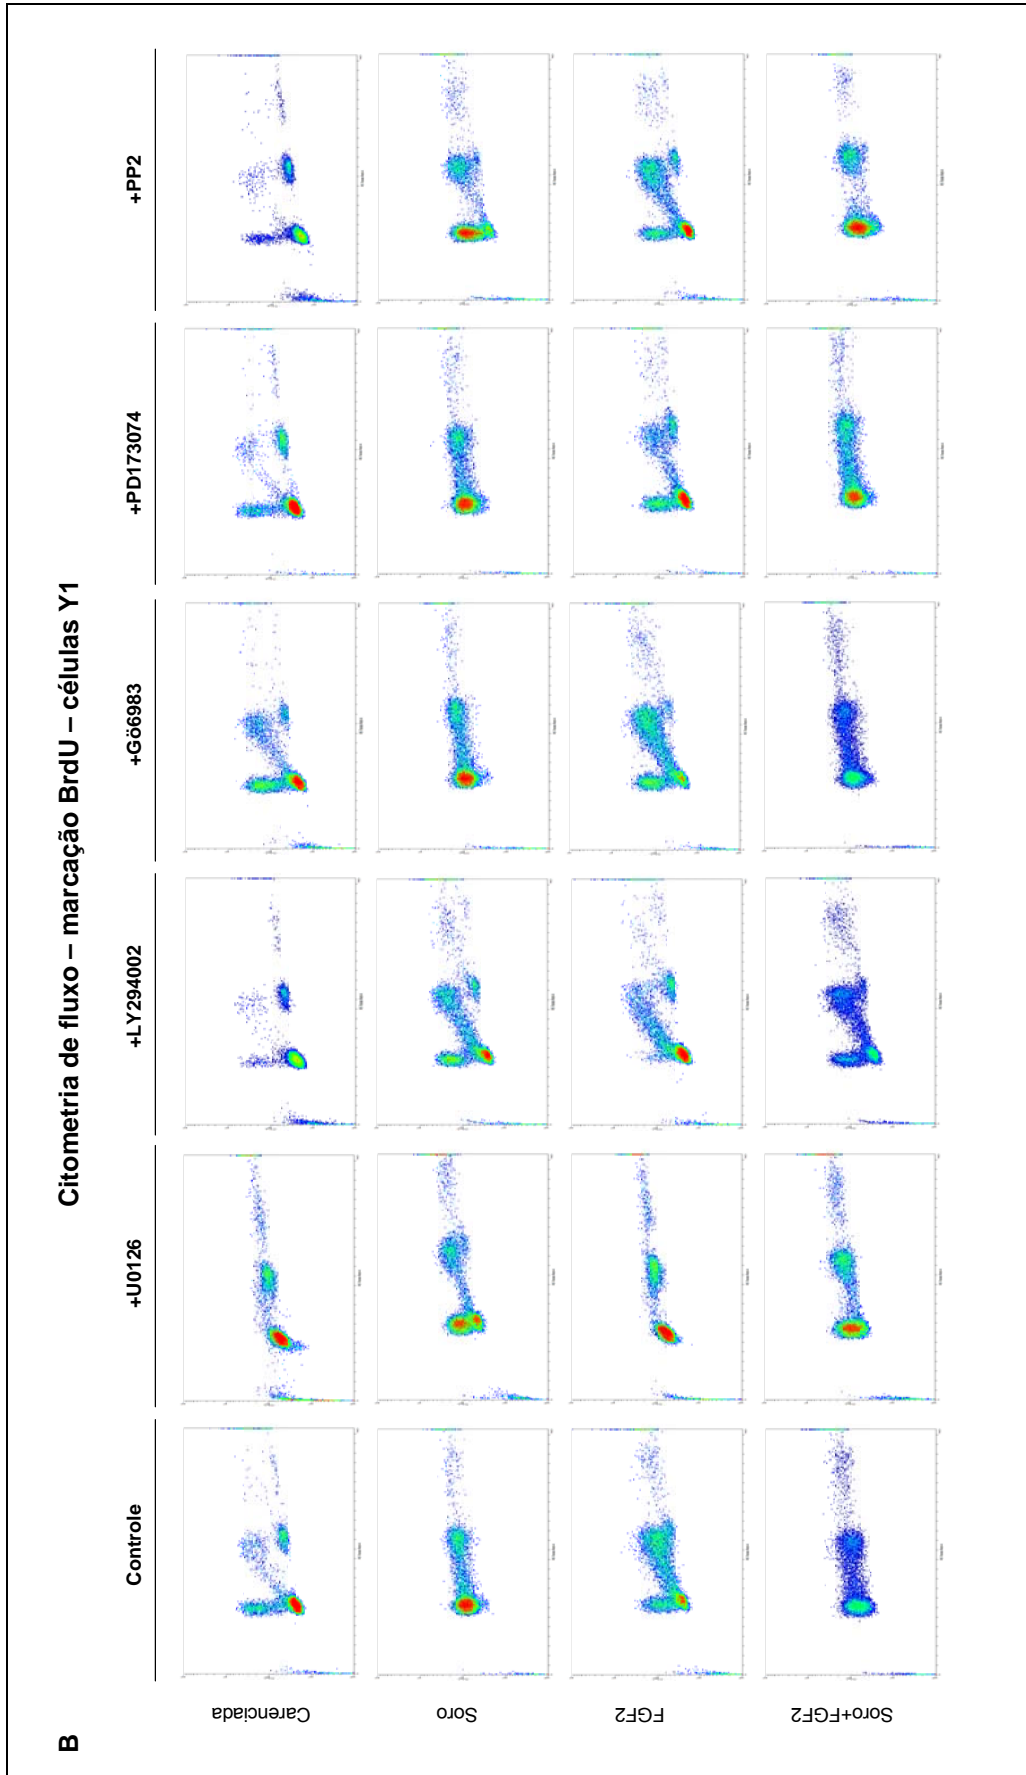 B
Citometria de fluxo – marcação BrdU – células Y1
Controle
+U0126
+LY294002
+Gö6983
+PD173074
+PP2
Carenciada
Soro
FGF2
Soro+FGF2